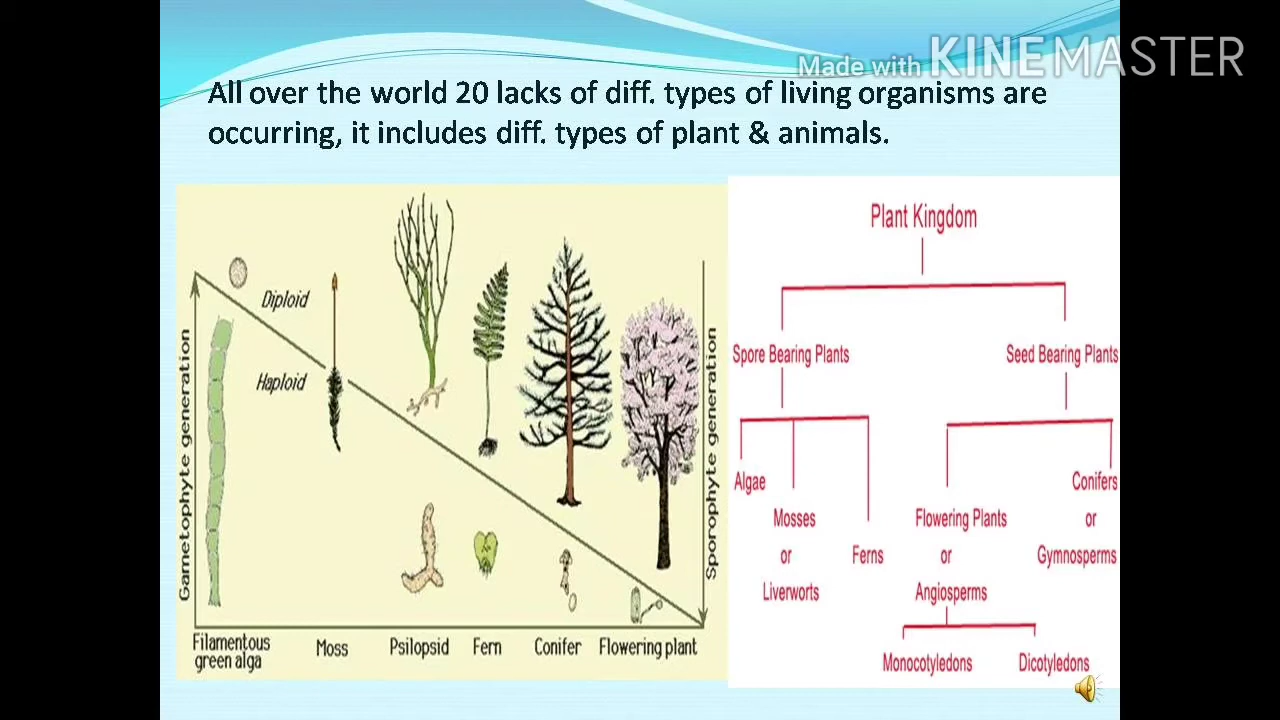 Made with KINEMASTER
All over the world 20 lacks of diff. types of living organisms are
occurring, it includes diff. types of plant & animals.
Gametophyte generation
Diploid
Haploid
Sporophyte generation
Filamentous
green alga
Moss
Psilopsid
Fern
Conifer
Flowering plant
Plant Kingdom
Spore Bearing Plants
Seed Bearing Plants
Algae
Mosses
or
Liverworts
Ferns
Flowering Plants
or
Angiosperms
Conifers
or
Gymnosperms
Monocotyledons
Dicotyledons